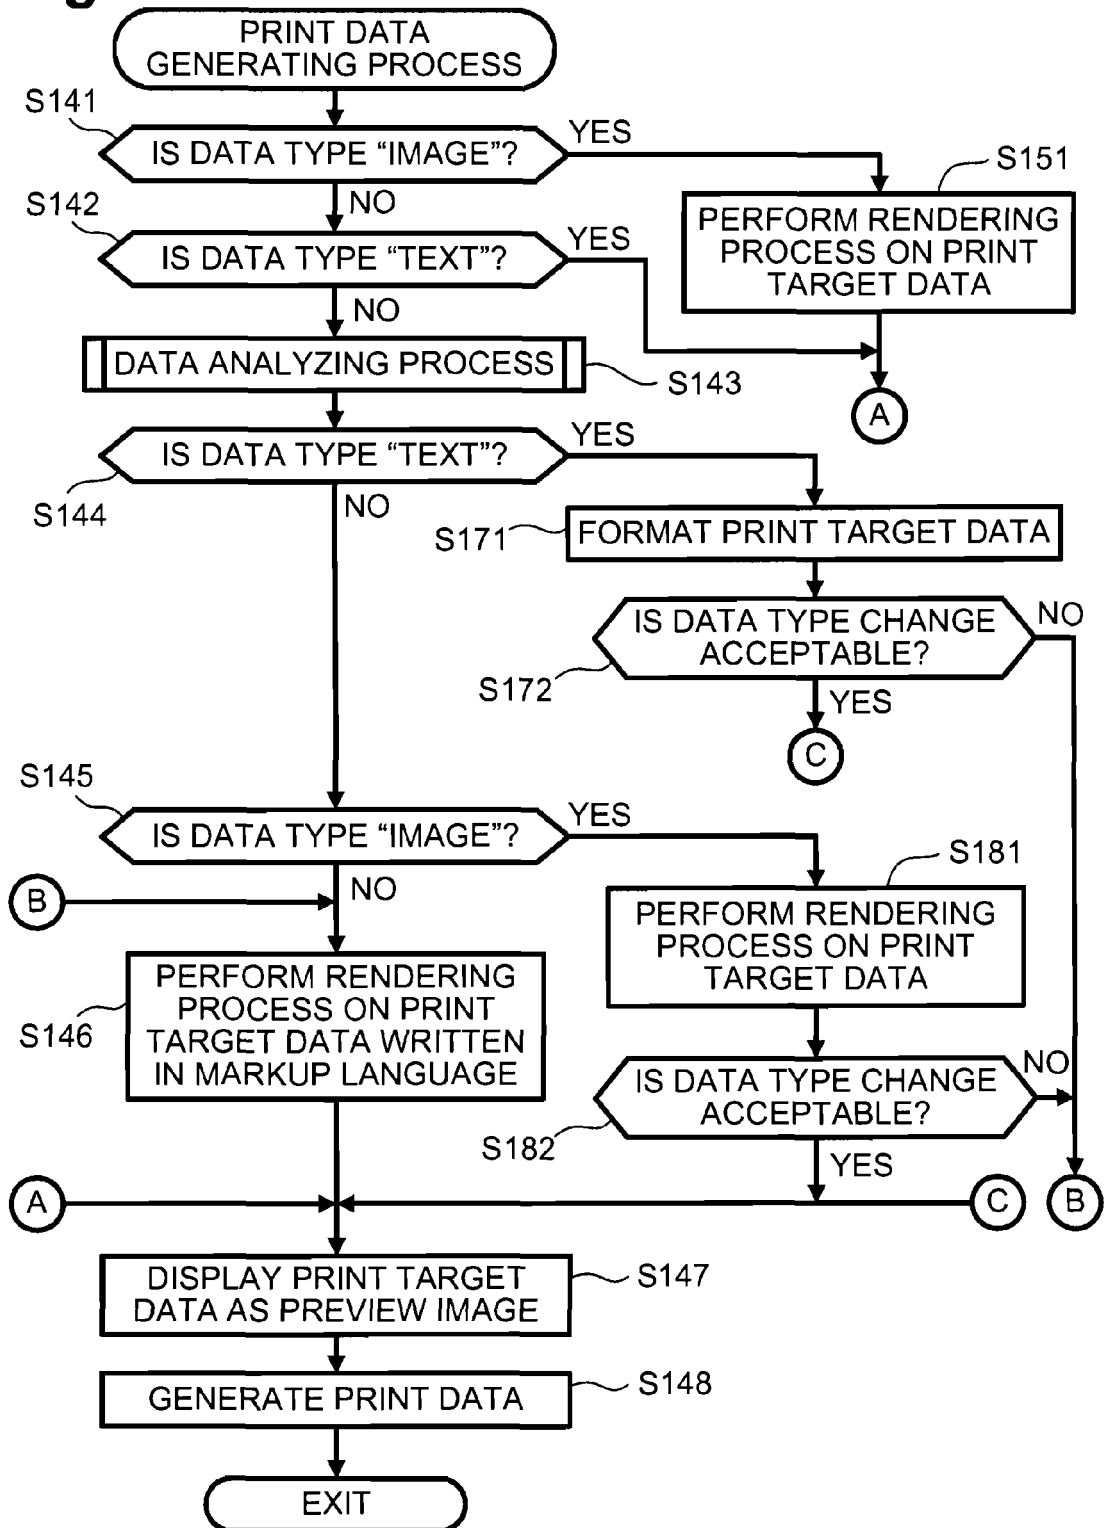 PRINT DATA
GENERATING PROCESS
S141
IS DATA TYPE “IMAGE”?
YES
NO
S151
PERFORM RENDERING
PROCESS ON PRINT
TARGET DATA
S142
IS DATA TYPE “TEXT”?
YES
NO
DATA ANALYZING PROCESS
S143
A
IS DATA TYPE “TEXT”?
YES
S144
NO
S171
FORMAT PRINT TARGET DATA
IS DATA TYPE CHANGE
ACCEPTABLE?
NO
S172
YES
C
S145
IS DATA TYPE “IMAGE”?
YES
NO
B
S181
PERFORM RENDERING
PROCESS ON PRINT
TARGET DATA
S146
PERFORM RENDERING
PROCESS ON PRINT
TARGET DATA WRITTEN
IN MARKUP LANGUAGE
IS DATA TYPE CHANGE
ACCEPTABLE?
NO
S182
YES
A
C
B
DISPLAY PRINT TARGET
DATA AS PREVIEW IMAGE
S147
GENERATE PRINT DATA
S148
EXIT